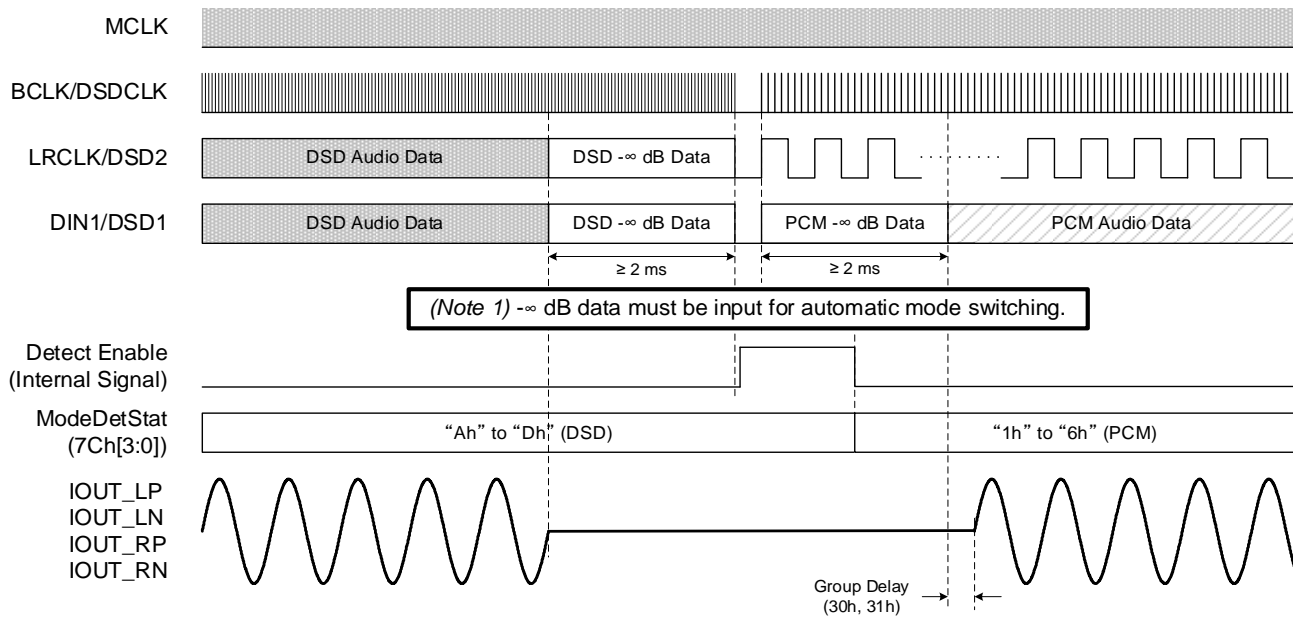 MCLK
BCLK/DSDCLK
LRCLK/DSD2
DSD Audio Data
DSD -∞ dB Data
DIN1/DSD1
DSD Audio Data
DSD -∞ dB Data
PCM -∞ dB Data
PCM Audio Data
≥ 2 ms
≥ 2 ms
(Note 1) -∞ dB data must be input for automatic mode switching.
Detect Enable
(Internal Signal)
ModeDetStat
(7Ch[3:0])
“Ah” to “Dh” (DSD)
“1h” to “6h” (PCM)
IOUT_LP
IOUT_LN
IOUT_RP
IOUT_RN
Group Delay
(30h, 31h)